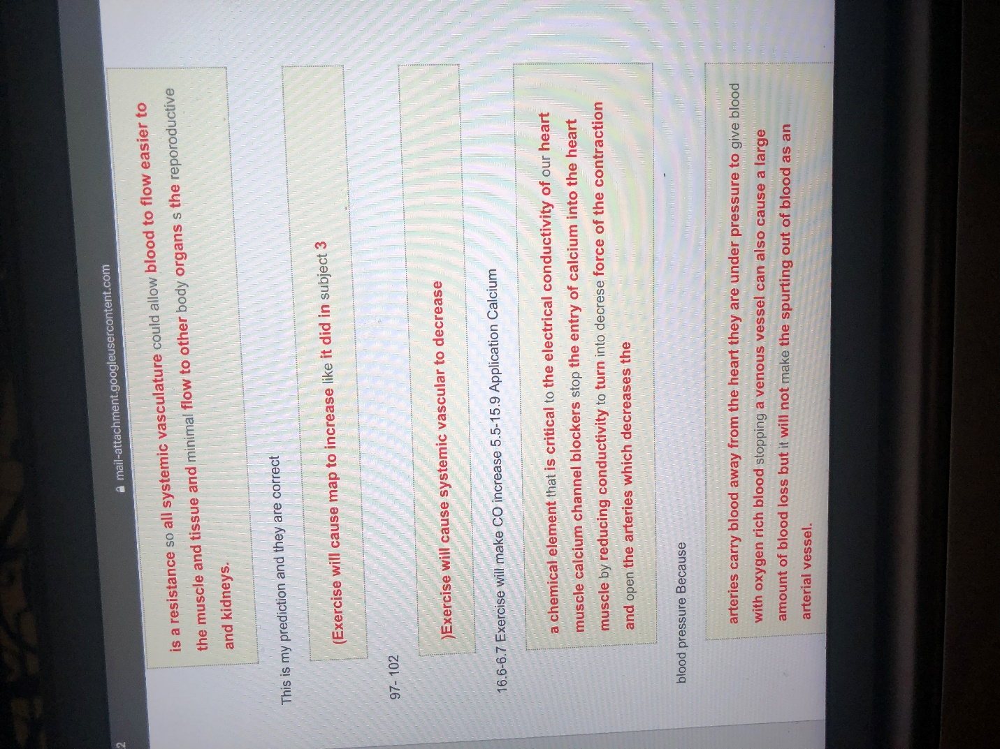 2
mail-attachment.googleusercontent.com
is a resistance so all systemic vasculature could allow blood to flow easier to
the muscle and tissue and minimal flow to other body organs s the reporoductive
and kidneys.
This is my prediction and they are correct
(Exercise will cause map to increase like it did in subject 3
97- 102
)Exercise will cause systemic vascular to decrease
16.6-6.7 Exercise will make CO increase 5.5-15.9 Application Calcium
a chemical element that is critical to the electrical conductivity of our heart
muscle calcium channel blockers stop the entry of calcium into the heart
muscle by reducing conductivity to turn into decrese force of the contraction
and open the arteries which decreases the
blood pressure Because
arteries carry blood away from the heart they are under pressure to give blood
with oxygen rich blood stopping a venous vessel can also cause a large
amount of blood loss but it will not make the spurting out of blood as an
arterial vessel.